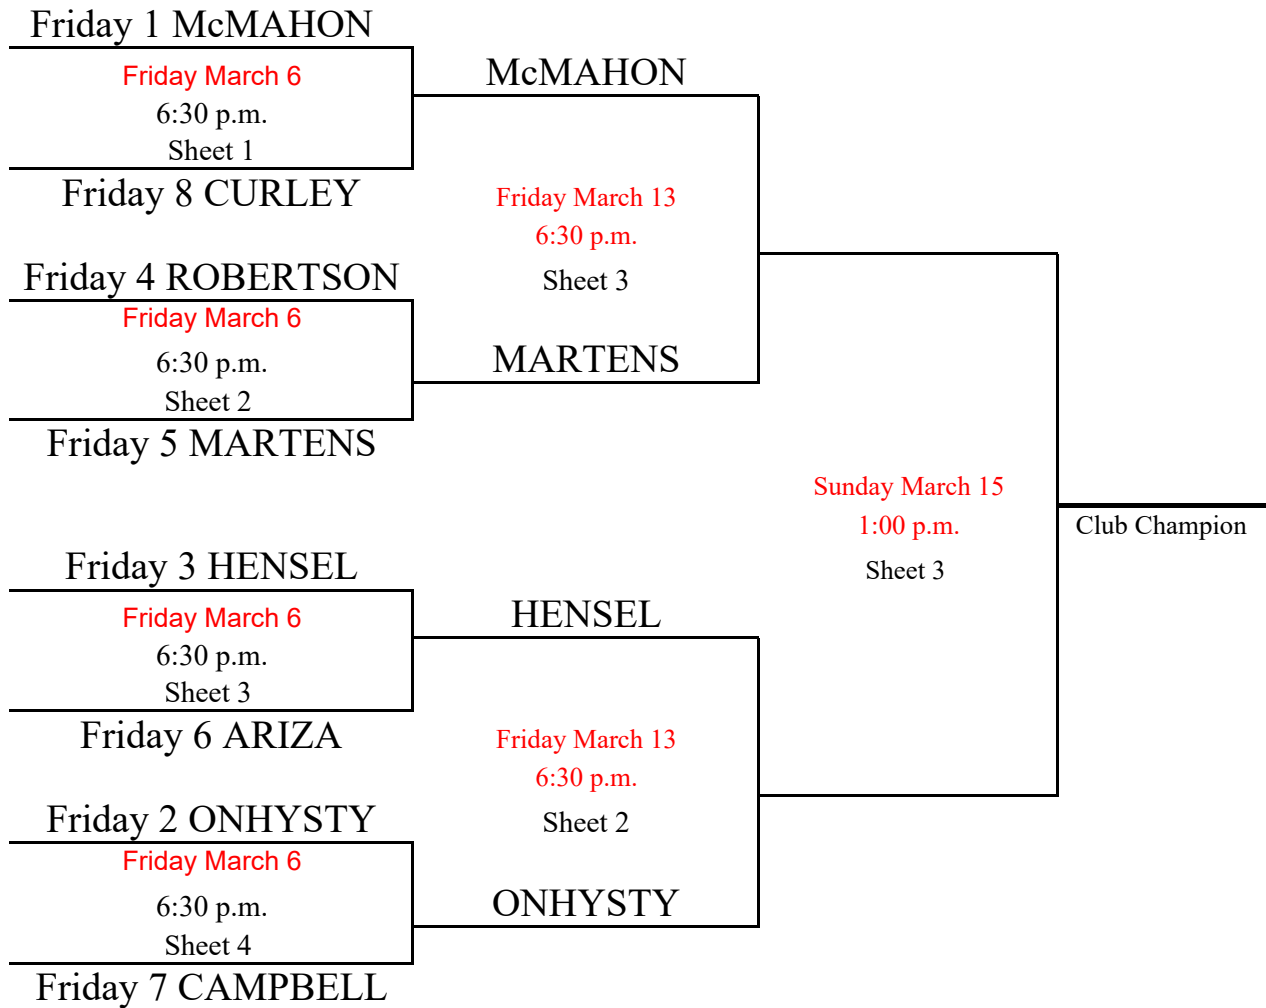 Friday 1 McMAHON
Friday March 6
6:30 p.m.
Sheet 1
Friday 8 CURLEY
McMAHON
Friday March 13
6:30 p.m.
Sheet 3
Friday 4 ROBERTSON
Friday March 6
6:30 p.m.
Sheet 2
Friday 5 MARTENS
MARTENS
Sunday March 15
1:00 p.m.
Sheet 3
Club Champion
Friday 3 HENSEL
Friday March 6
6:30 p.m.
Sheet 3
Friday 6 ARIZA
HENSEL
Friday March 13
6:30 p.m.
Sheet 2
Friday 2 ONHYSTY
Friday March 6
6:30 p.m.
Sheet 4
Friday 7 CAMPBELL
ONHYSTY